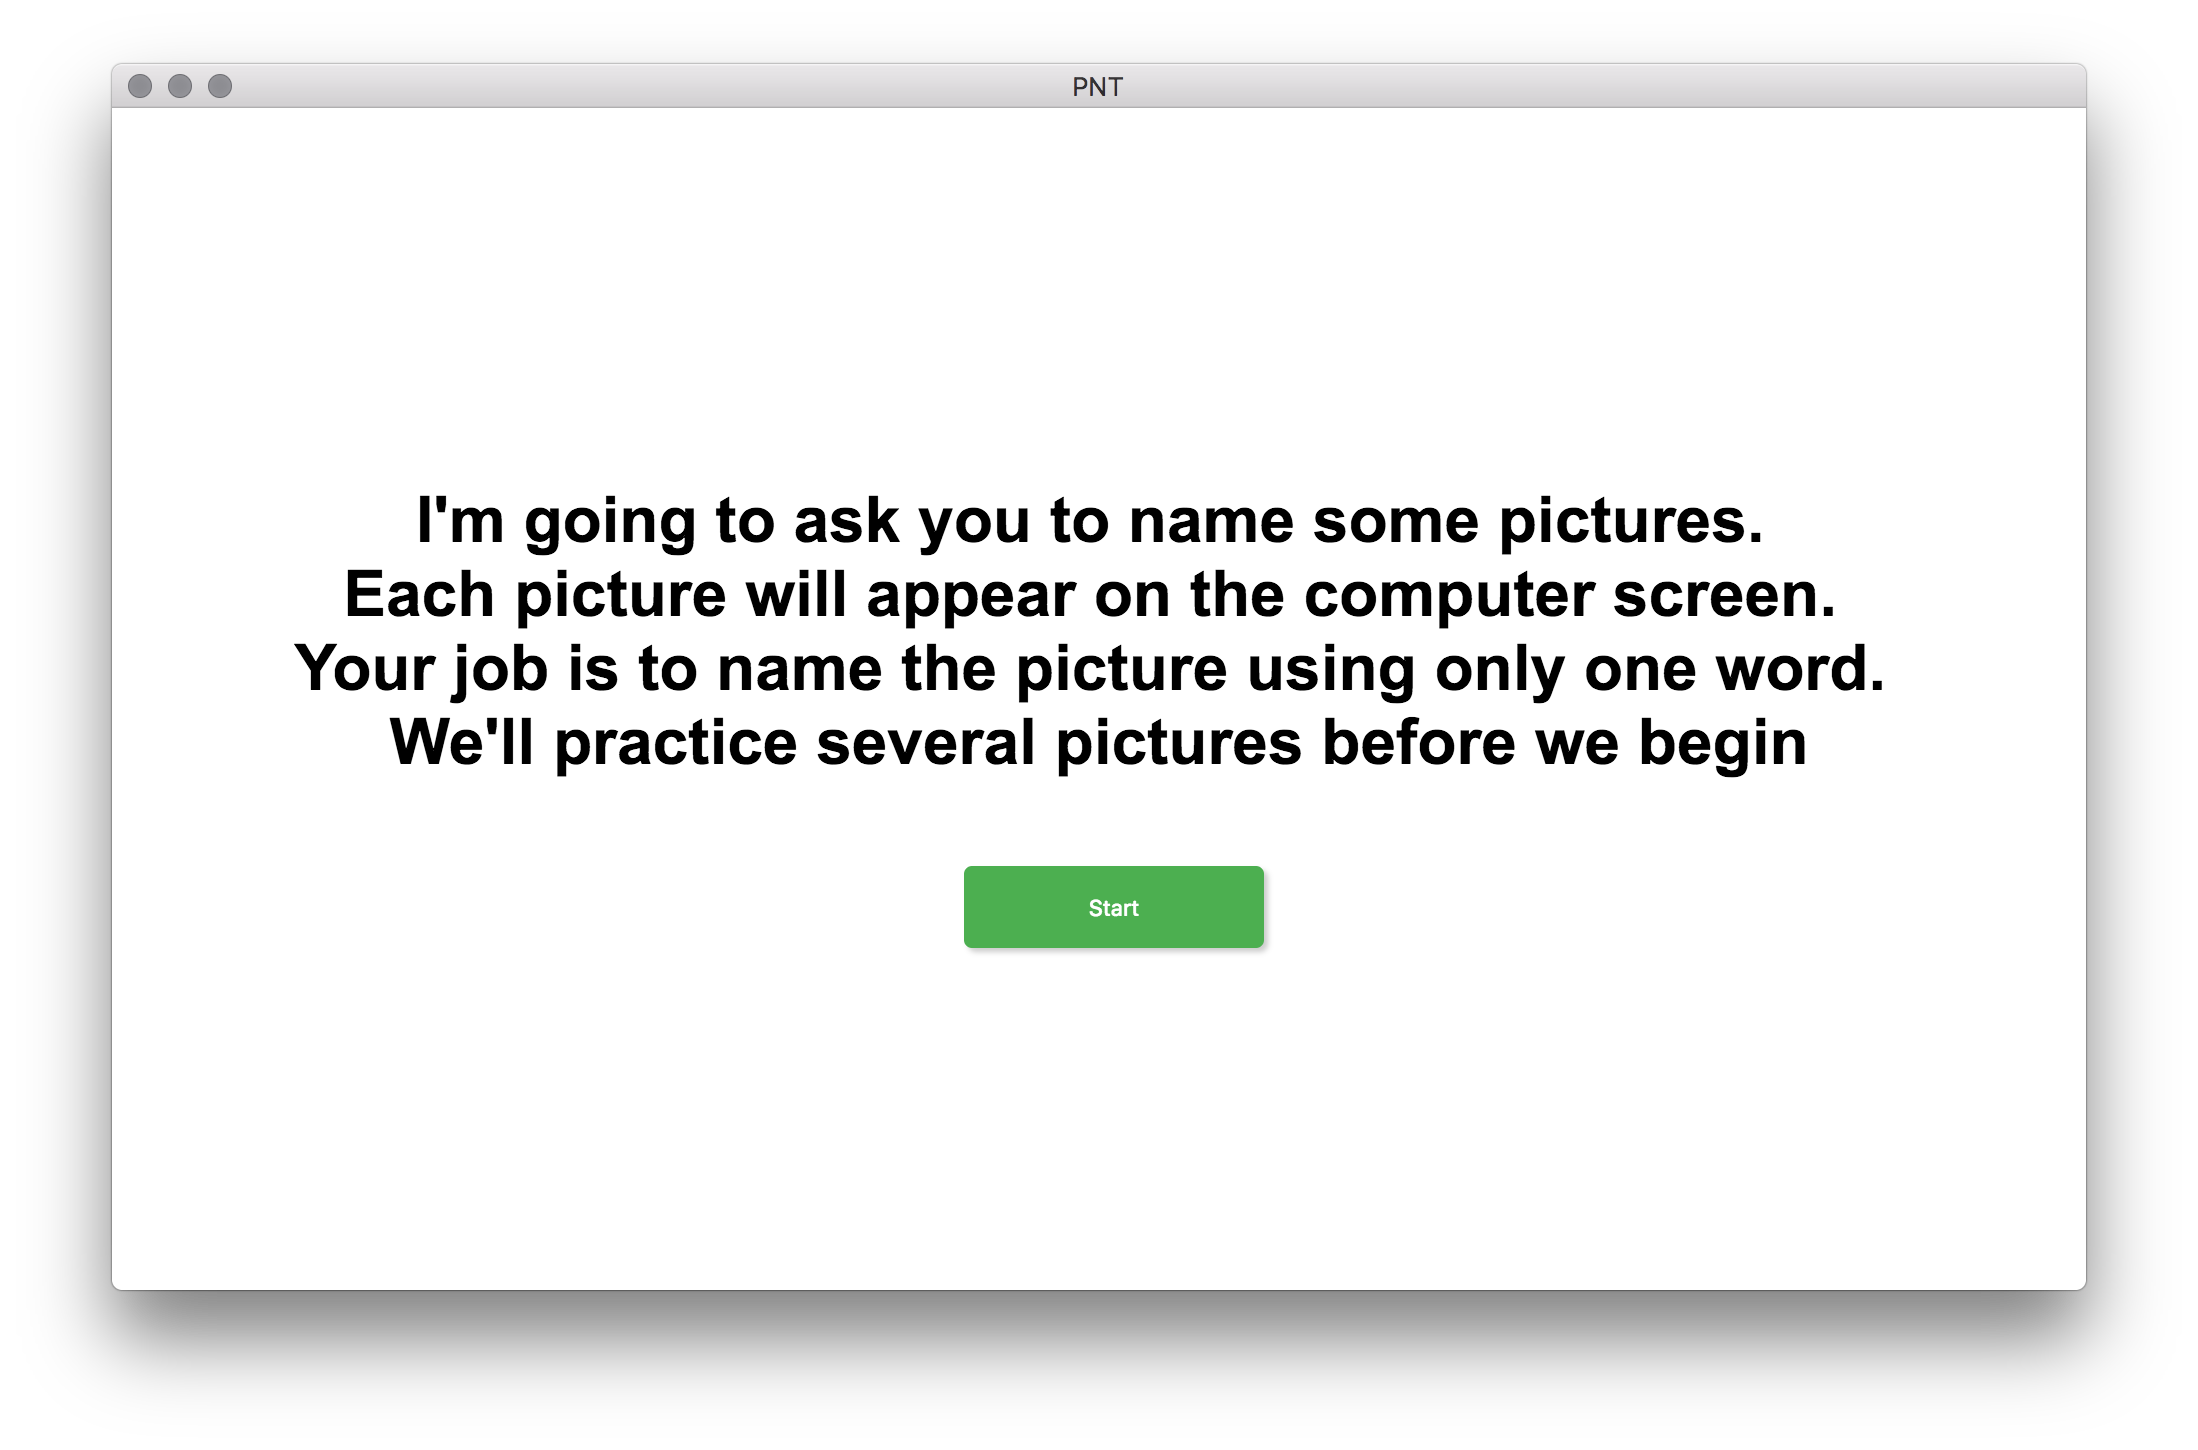 PNT
I'm going to ask you to name some pictures.
Each picture will appear on the computer screen.
Your job is to name the picture using only one word.
We'll practice several pictures before we begin
Start